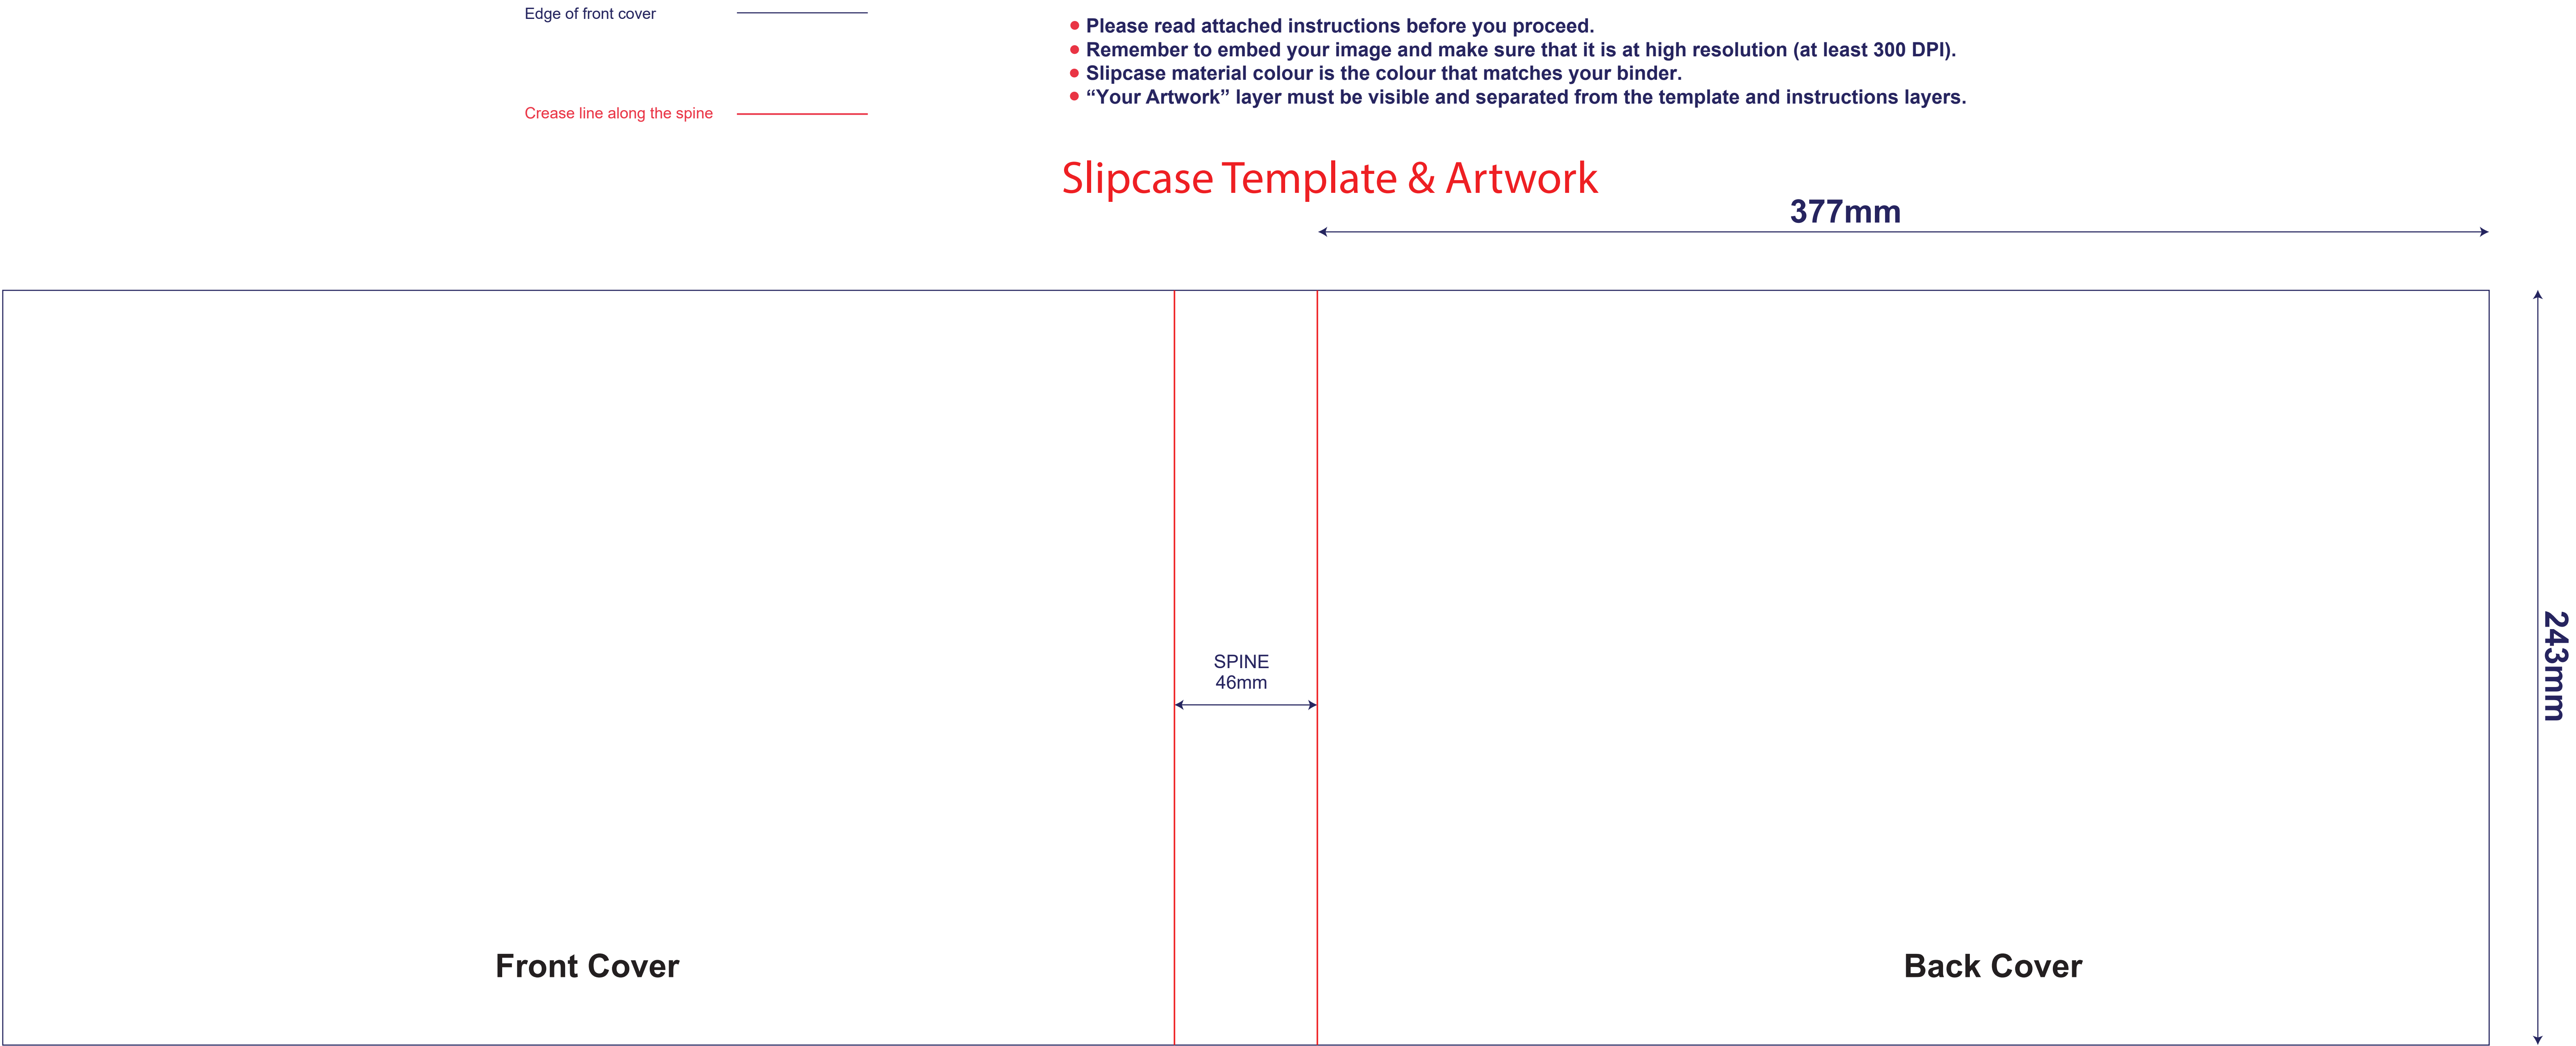 Edge of front cover
Crease line along the spine
• Please read attached instructions before you proceed.
• Remember to embed your image and make sure that it is at high resolution (at least 300 DPI).
• Slipcase material colour is the colour that matches your binder.
• “Your Artwork” layer must be visible and separated from the template and instructions layers.
Slipcase Template & Artwork
377mm
SPINE
46mm
243mm
Front Cover
Back Cover